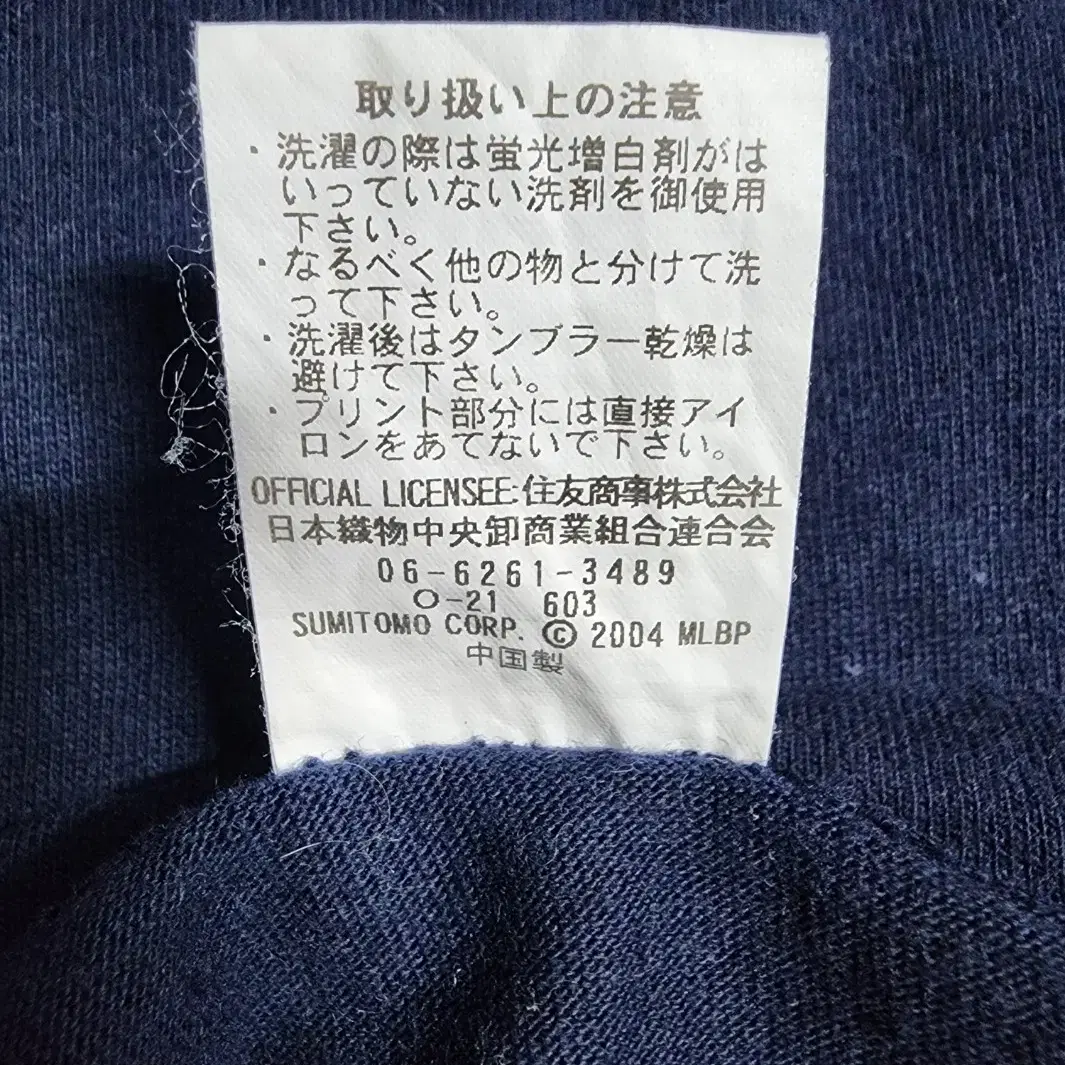 取り扱い上の注意
・洗濯の際は蛍光増白剤がは
いっていない洗剤を御使用
下さい。
・なるべく他の物と分けて洗
って下さい。
・洗濯後はタンブラー乾燥は
避けて下さい。
・プリント部分には直接アイ
ロンをあてないで下さい。
OFFICIAL LICENSEE:住友商事株式会社
日本織物中央卸商業組合連合会
06-6261-3489
O-21 603
SUMITOMO CORP. © 2004 MLBP
中国製